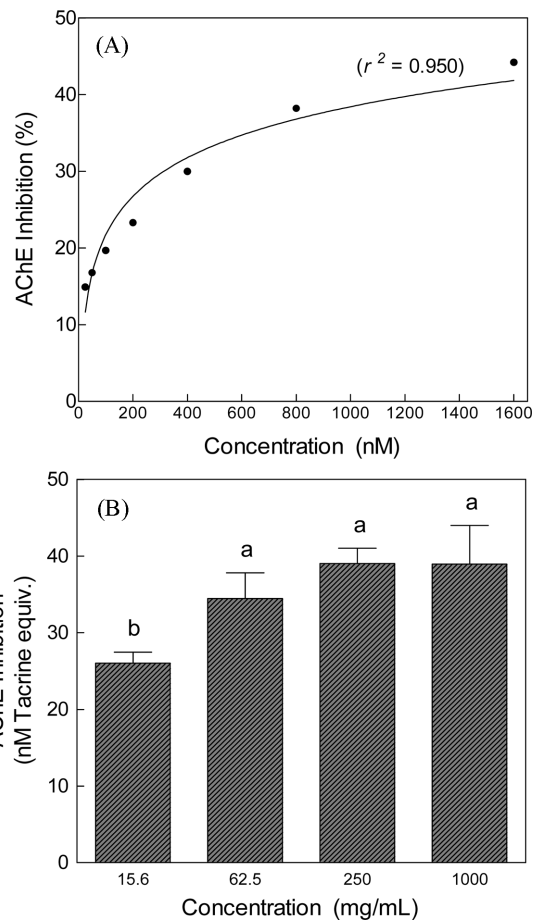 50
(A)
(r² = 0.950)
40
30
20
10
0
AChE Inhibition (%)
0 200 400 600 800 1000 1200 1400 1600
Concentration (nM)
50
(B)
a
a
a
40
b
30
20
10
0
(nM Tacrine equiv.)
15.6 62.5 250 1000
Concentration (mg/mL)